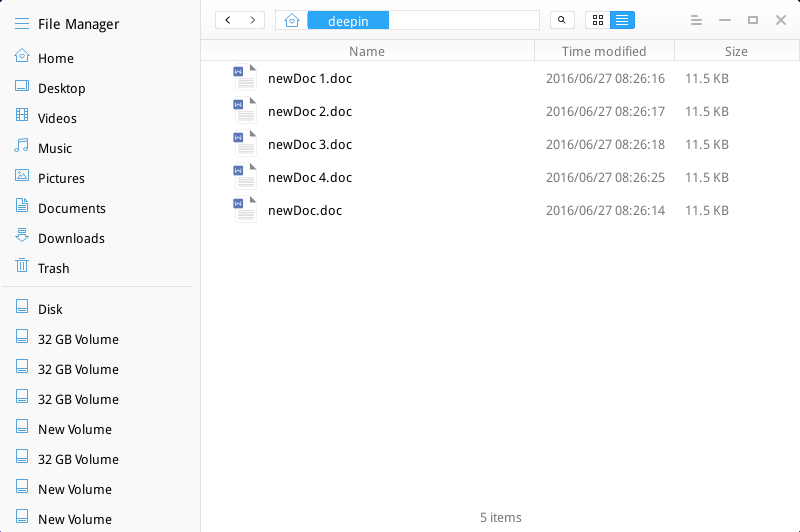 File Manager
Home
Desktop
Videos
Music
Pictures
Documents
Downloads
Trash
Disk
32 GB Volume
32 GB Volume
32 GB Volume
New Volume
32 GB Volume
New Volume
New Volume
deepin
Name Time modified Size
newDoc 1.doc 2016/06/27 08:26:16 11.5 KB
newDoc 2.doc 2016/06/27 08:26:17 11.5 KB
newDoc 3.doc 2016/06/27 08:26:18 11.5 KB
newDoc 4.doc 2016/06/27 08:26:25 11.5 KB
newDoc.doc 2016/06/27 08:26:14 11.5 KB
5 items